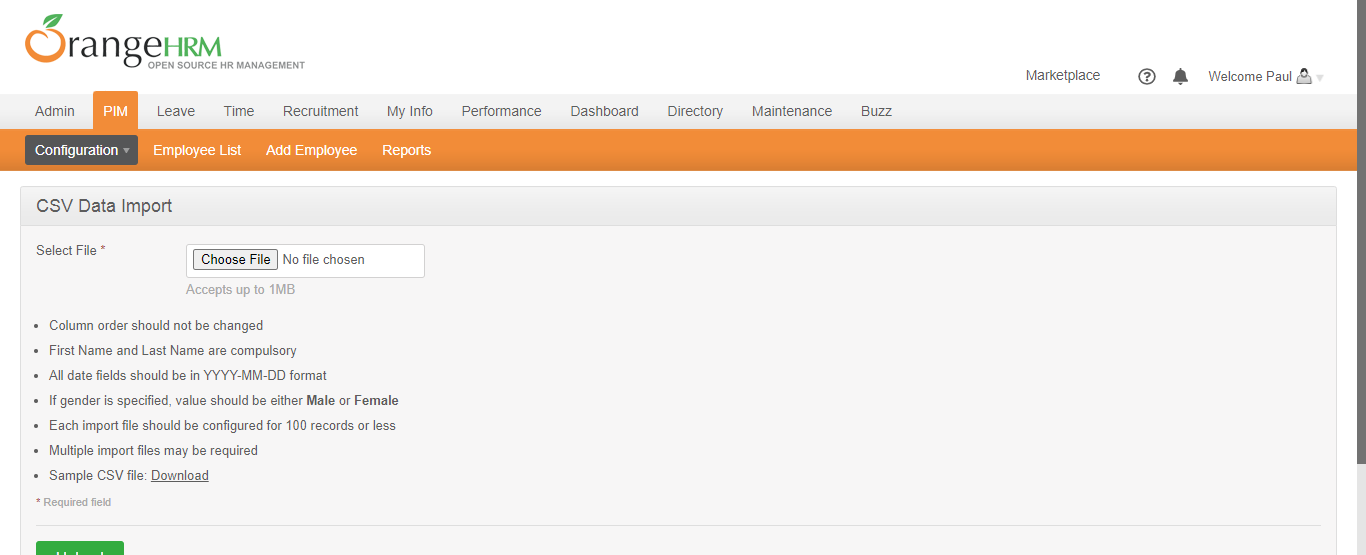 OrangeHRM
OPEN SOURCE HR MANAGEMENT
Marketplace ? Welcome Paul
Admin PIM Leave Time Recruitment My Info Performance Dashboard Directory Maintenance Buzz
Configuration Employee List Add Employee Reports
CSV Data Import
Select File *
Choose File No file chosen
Accepts up to 1MB
• Column order should not be changed
• First Name and Last Name are compulsory
• All date fields should be in YYYY-MM-DD format
• If gender is specified, value should be either Male or Female
• Each import file should be configured for 100 records or less
• Multiple import files may be required
• Sample CSV file: Download
* Required field